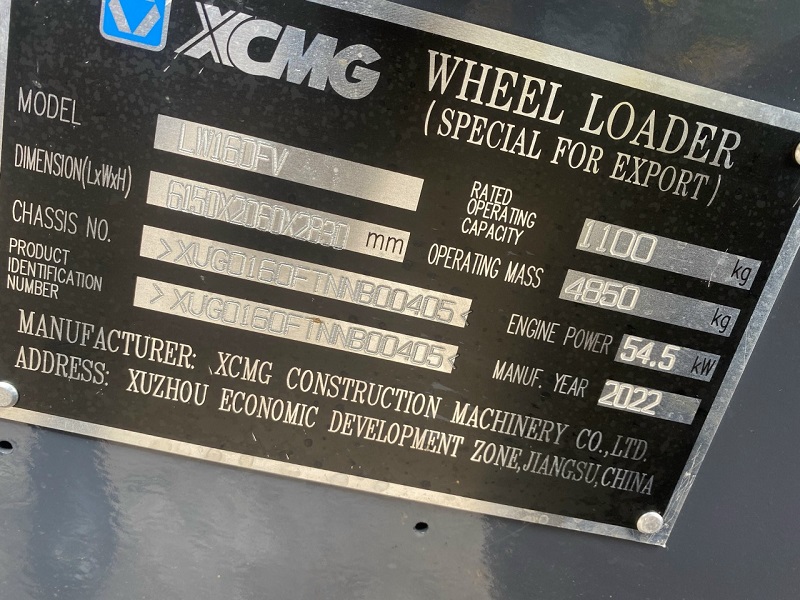 XCMG
WHEEL LOADER
(SPECIAL FOR EXPORT)
MODEL LW160FV
DIMENSION(LxWxH) 6150X2060X2830 mm
CHASSIS NO. >XUG0160FTNNB00405<
PRODUCT IDENTIFICATION NUMBER >XUG0160FTNNB00405<
RATED OPERATING CAPACITY 1100 kg
OPERATING MASS 4850 kg
ENGINE POWER 54.5 kW
MANUF. YEAR 2022
MANUFACTURER: XCMG CONSTRUCTION MACHINERY CO.,LTD.
ADDRESS: XUZHOU ECONOMIC DEVELOPMENT ZONE,JIANGSU,CHINA